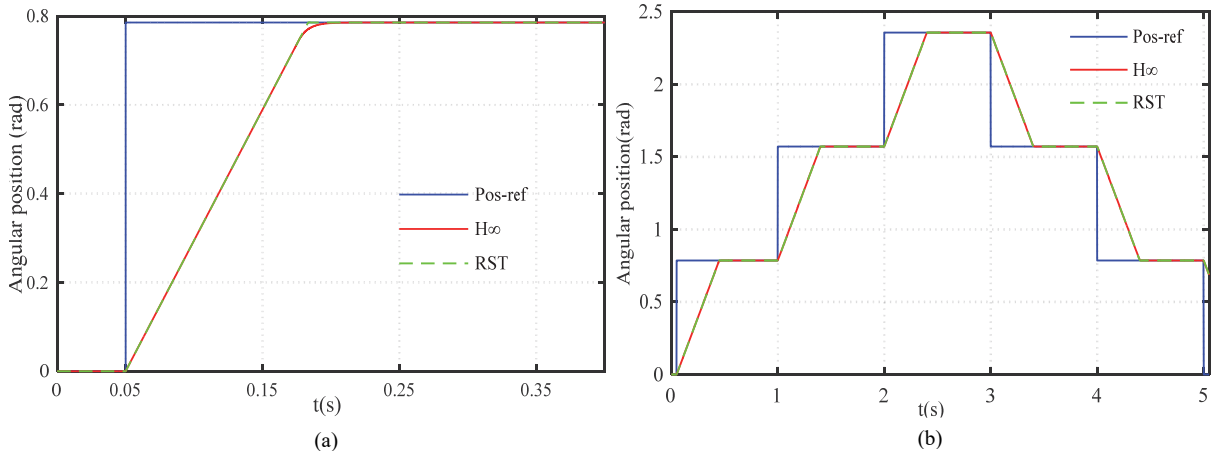 0.8
0.6
0.4
0.2
0
Angular position (rad)
Pos-ref
H∞
RST
0
0.05
0.15
0.25
0.35
t(s)
(a)
2.5
2
1.5
1
0.5
0
Angular position(rad)
Pos-ref
H∞
RST
0
1
2
3
4
5
t(s)
(b)